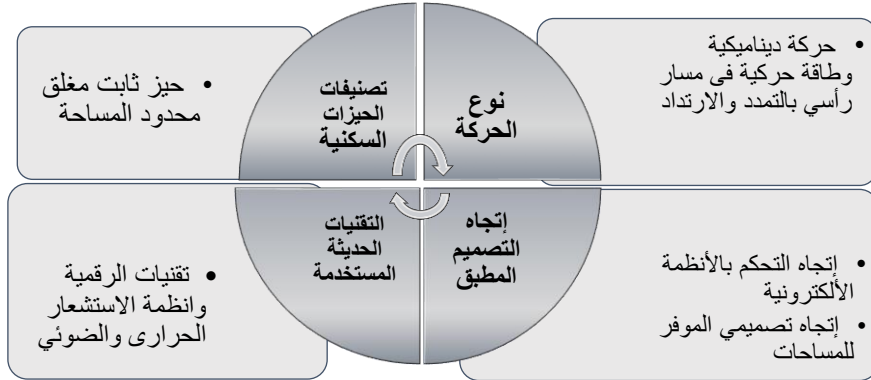 • حركة ديناميكية
وطاقة حركية فى مسار
رأسي بالتمدد والارتداد
نوع
الحركة
تصنيفات
الحيزات
السكنية
• حيز ثابت مغلق
محدود المساحة
إتجاه
التصميم
المطبق
• إتجاه التحكم بالأنظمة
الألكترونية
• إتجاه تصميمي الموفر
للمساحات
التقنيات
الحديثة
المستخدمة
• تقنيات الرقمية
وانظمة الاستشعار
الحرارى والضوئي